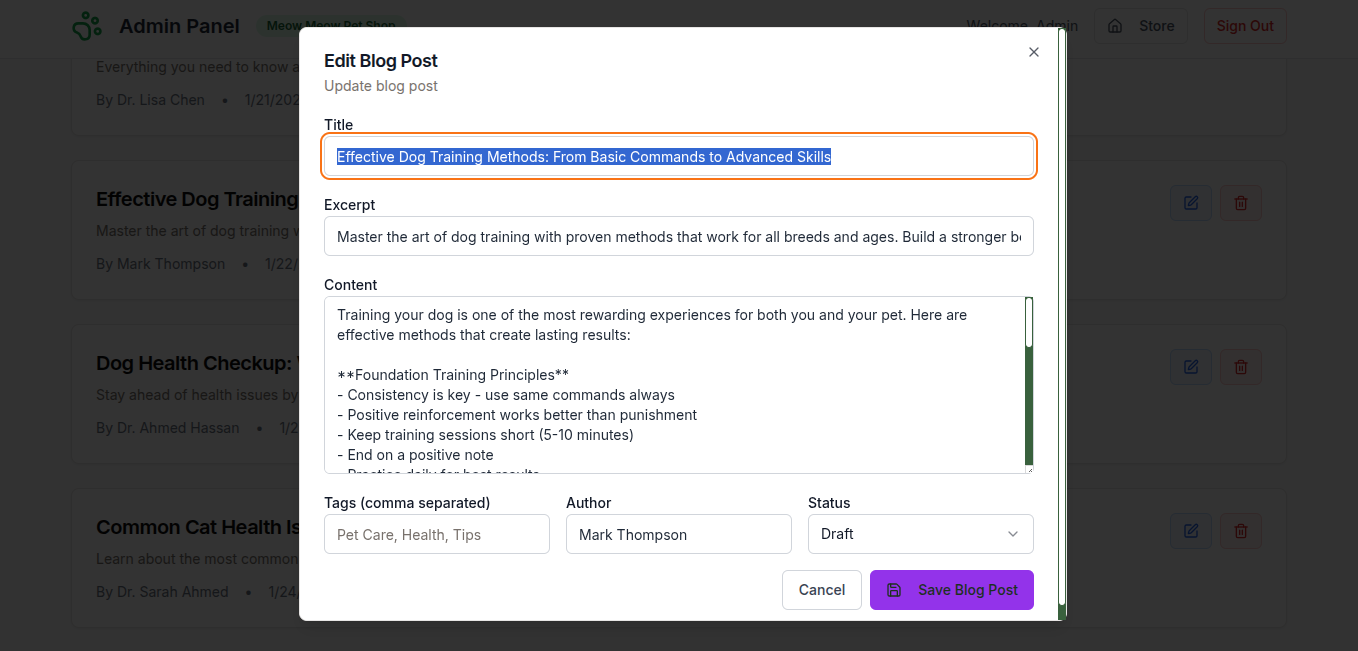 Admin Panel
Meow Meow Pet Shop
Welcome, Admin
Store
Sign Out
Everything you need to know a
By Dr. Lisa Chen • 1/21/202
Effective Dog Training
Master the art of dog training w
By Mark Thompson • 1/22/
Dog Health Checkup:
Stay ahead of health issues by
By Dr. Ahmed Hassan • 1/2
Common Cat Health Is
Learn about the most common
By Dr. Sarah Ahmed • 1/24,
Edit Blog Post
Update blog post
Title
Effective Dog Training Methods: From Basic Commands to Advanced Skills
Excerpt
Master the art of dog training with proven methods that work for all breeds and ages. Build a stronger b
Content
Training your dog is one of the most rewarding experiences for both you and your pet. Here are
effective methods that create lasting results:
**Foundation Training Principles**
- Consistency is key - use same commands always
- Positive reinforcement works better than punishment
- Keep training sessions short (5-10 minutes)
- End on a positive note
- Practice daily for best results
Tags (comma separated)
Pet Care, Health, Tips
Author
Mark Thompson
Status
Draft
Cancel
Save Blog Post